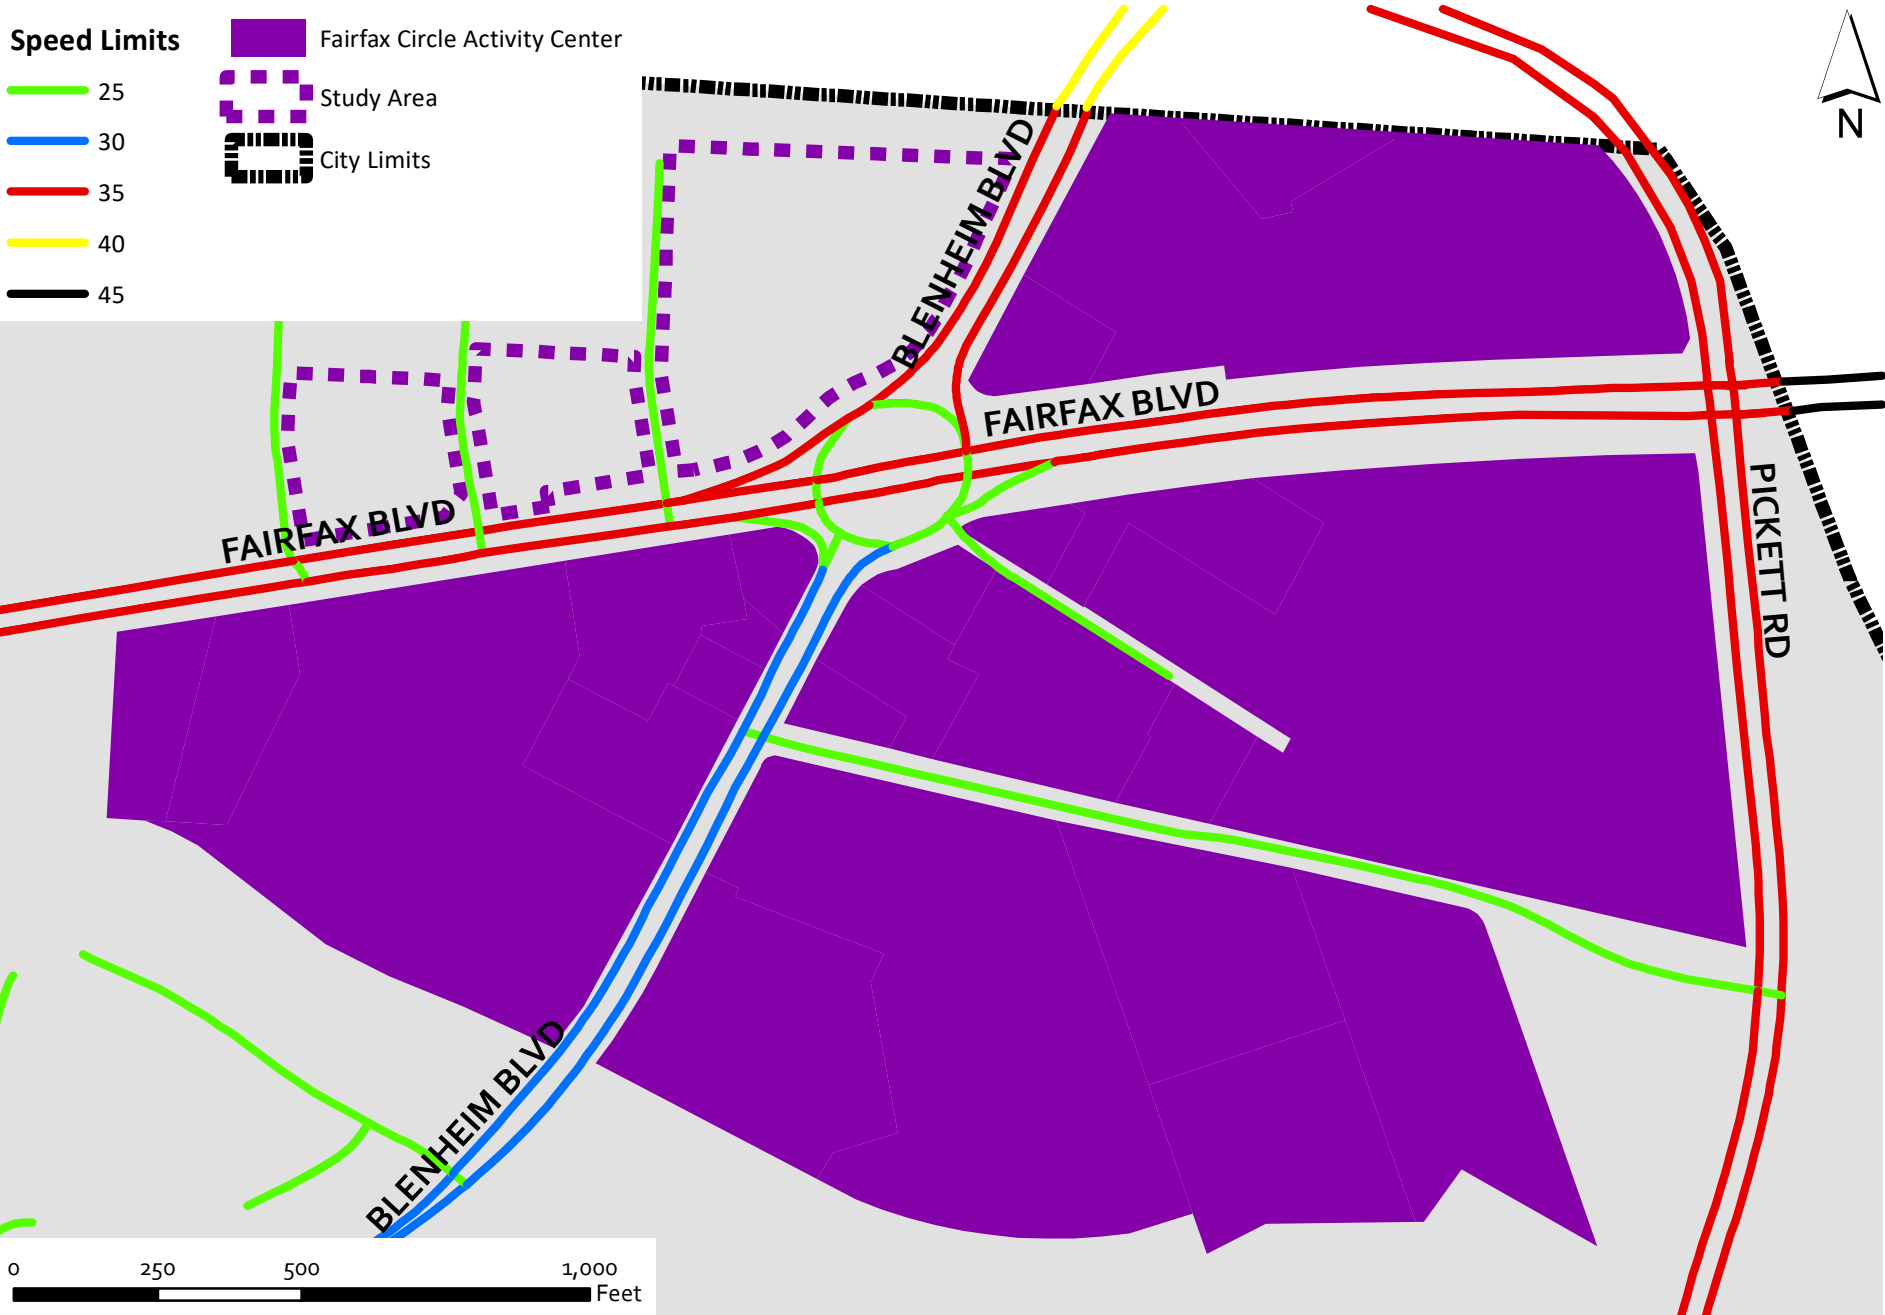 Speed Limits
25
30
35
40
45
Fairfax Circle Activity Center
Study Area
City Limits
N
BLENHEIM BLVD
FAIRFAX BLVD
FAIRFAX BLVD
PICKETT RD
BLENHEIM BLVD
0 250 500 1,000
Feet